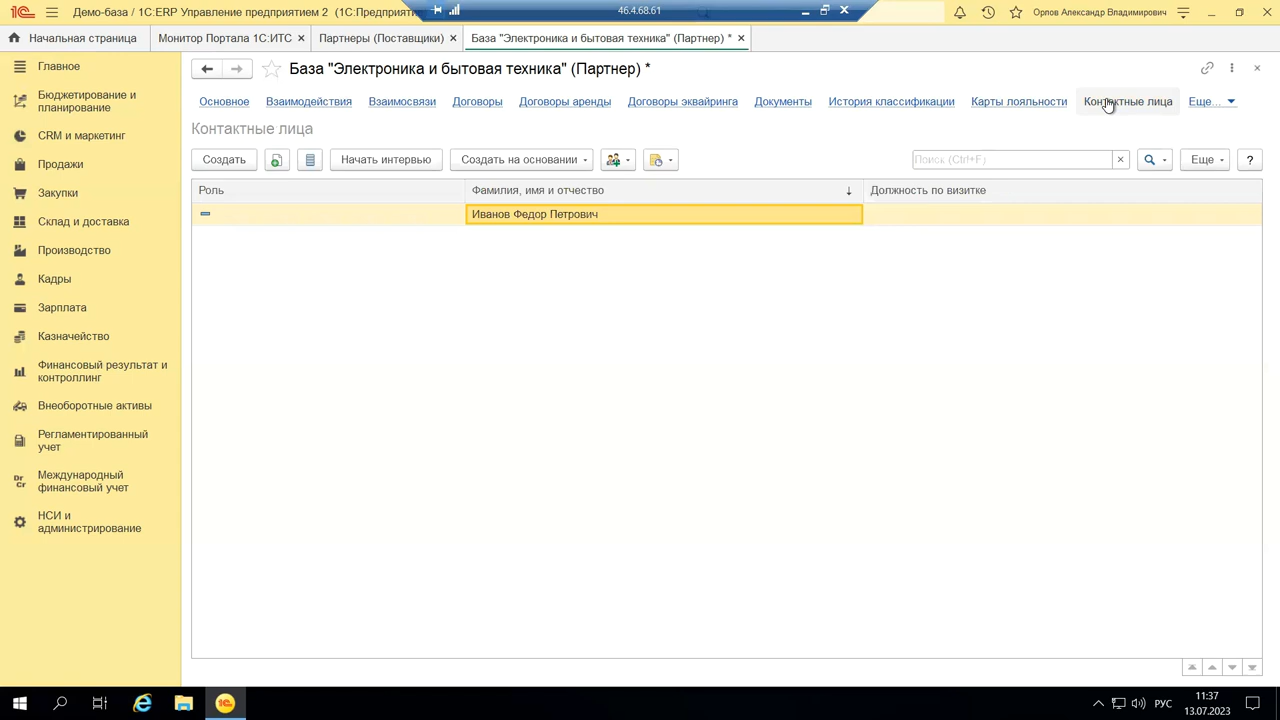 Демо-база / 1С:ERP Управление предприятием 2 (1С:Предприятие
46.4.68.61
Орлов Александр Владимирович
Начальная страница
Монитор Портала 1С:ИТС ×
Партнеры (Поставщики) ×
База "Электроника и бытовая техника" (Партнер) * ×
Главное
Бюджетирование и
планирование
CRM и маркетинг
Продажи
Закупки
Склад и доставка
Производство
Кадры
Зарплата
Казначейство
Финансовый результат и
контроллинг
Внеоборотные активы
Регламентированный
учет
Международный
финансовый учет
НСИ и
администрирование
База "Электроника и бытовая техника" (Партнер) *
Основное Взаимодействия Взаимосвязи Договоры Договоры аренды Договоры эквайринга Документы История классификации Карты лояльности Контактные лица Еще...
Контактные лица
Создать Начать интервью Создать на основании Поиск (Ctrl+F) × Еще ?
Роль Фамилия, имя и отчество ↓ Должность по визитке
Иванов Федор Петрович
РУС
11:37
13.07.2023